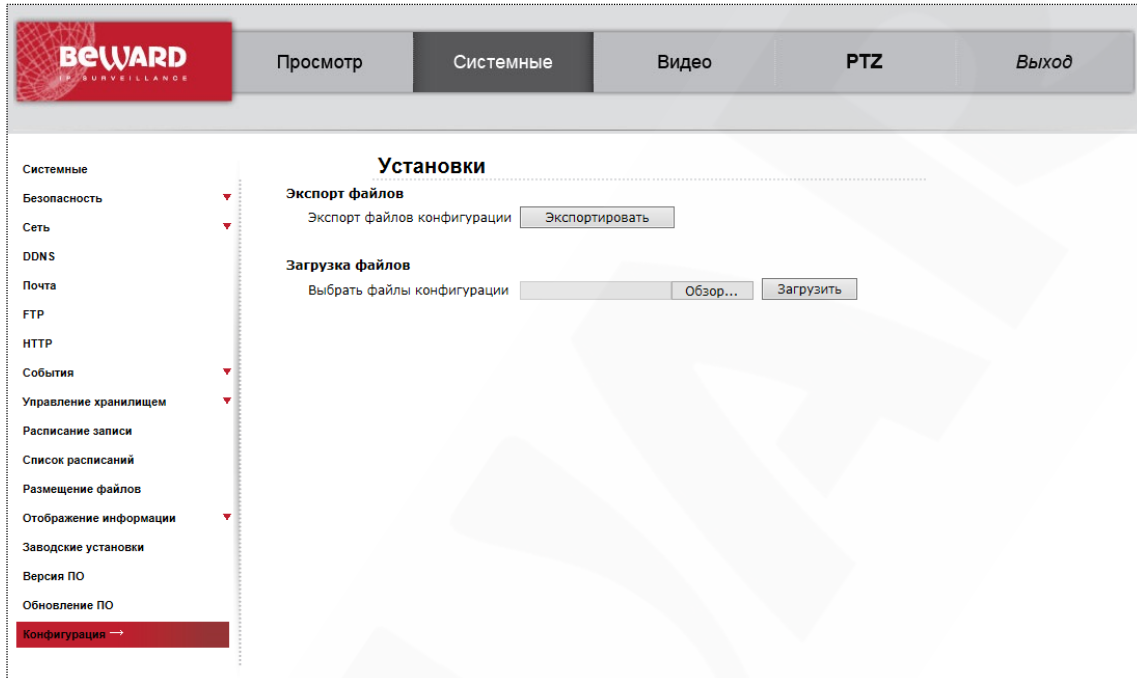 BEWARD
IP SURVEILLANCE
Просмотр
Системные
Видео
PTZ
Выход
Системные
Безопасность
Сеть
DDNS
Почта
FTP
HTTP
События
Управление хранилищем
Расписание записи
Список расписаний
Размещение файлов
Отображение информации
Заводские установки
Версия ПО
Обновление ПО
Конфигурация →
Установки
Экспорт файлов
Экспорт файлов конфигурации Экспортировать
Загрузка файлов
Выбрать файлы конфигурации Обзор... Загрузить